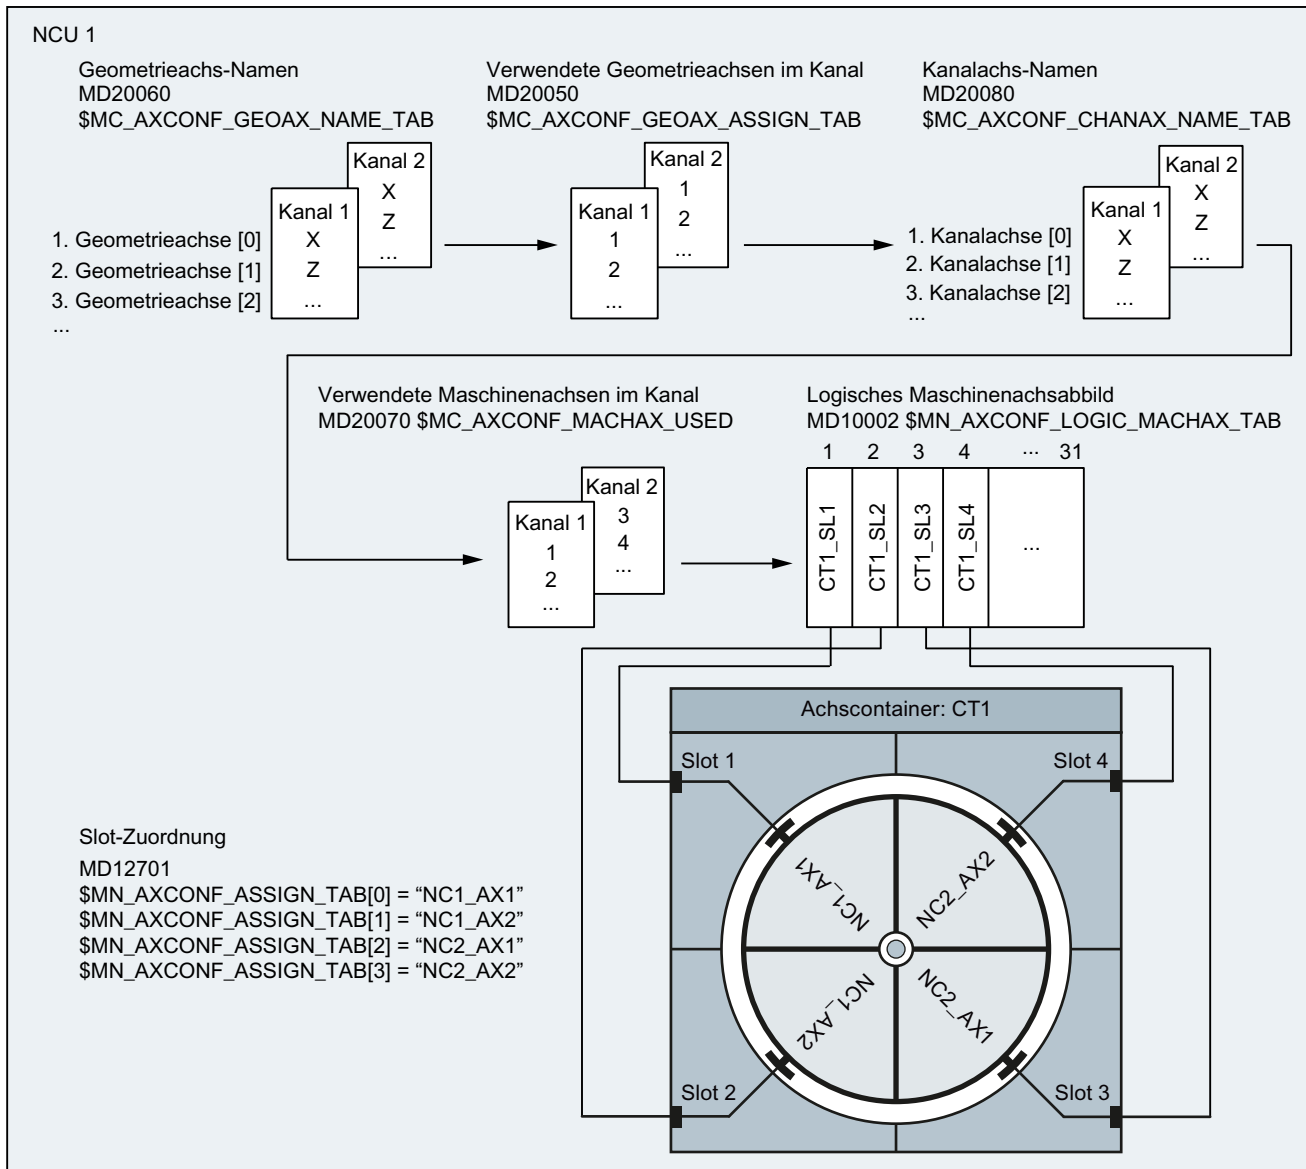 NCU 1
Geometrieachs-Namen
MD20060
$MC_AXCONF_GEOAX_NAME_TAB
Verwendete Geometrieachsen im Kanal
MD20050
$MC_AXCONF_GEOAX_ASSIGN_TAB
Kanalachs-Namen
MD20080
$MC_AXCONF_CHANAX_NAME_TAB
Kanal 2
X
Z
...
Kanal 1
X
Z
...
1. Geometrieachse [0]
2. Geometrieachse [1]
3. Geometrieachse [2]
...
Kanal 2
1
2
...
Kanal 1
1
2
...
1. Kanalachse [0]
2. Kanalachse [1]
3. Kanalachse [2]
...
Kanal 2
X
Z
...
Kanal 1
X
Z
...
Verwendete Maschinenachsen im Kanal
MD20070 $MC_AXCONF_MACHAX_USED
Kanal 2
3
4
...
Kanal 1
1
2
...
Logisches Maschinenachsabbild
MD10002 $MN_AXCONF_LOGIC_MACHAX_TAB
1 2 3 4 ... 31
CT1_SL1
CT1_SL2
CT1_SL3
CT1_SL4
...
Achscontainer: CT1
Slot 1
Slot 4
NC1_AX1
NC2_AX2
NC1_AX2
NC2_AX1
Slot 2
Slot 3
Slot-Zuordnung
MD12701
$MN_AXCONF_ASSIGN_TAB[0] = “NC1_AX1”
$MN_AXCONF_ASSIGN_TAB[1] = “NC1_AX2”
$MN_AXCONF_ASSIGN_TAB[2] = “NC2_AX1”
$MN_AXCONF_ASSIGN_TAB[3] = “NC2_AX2”